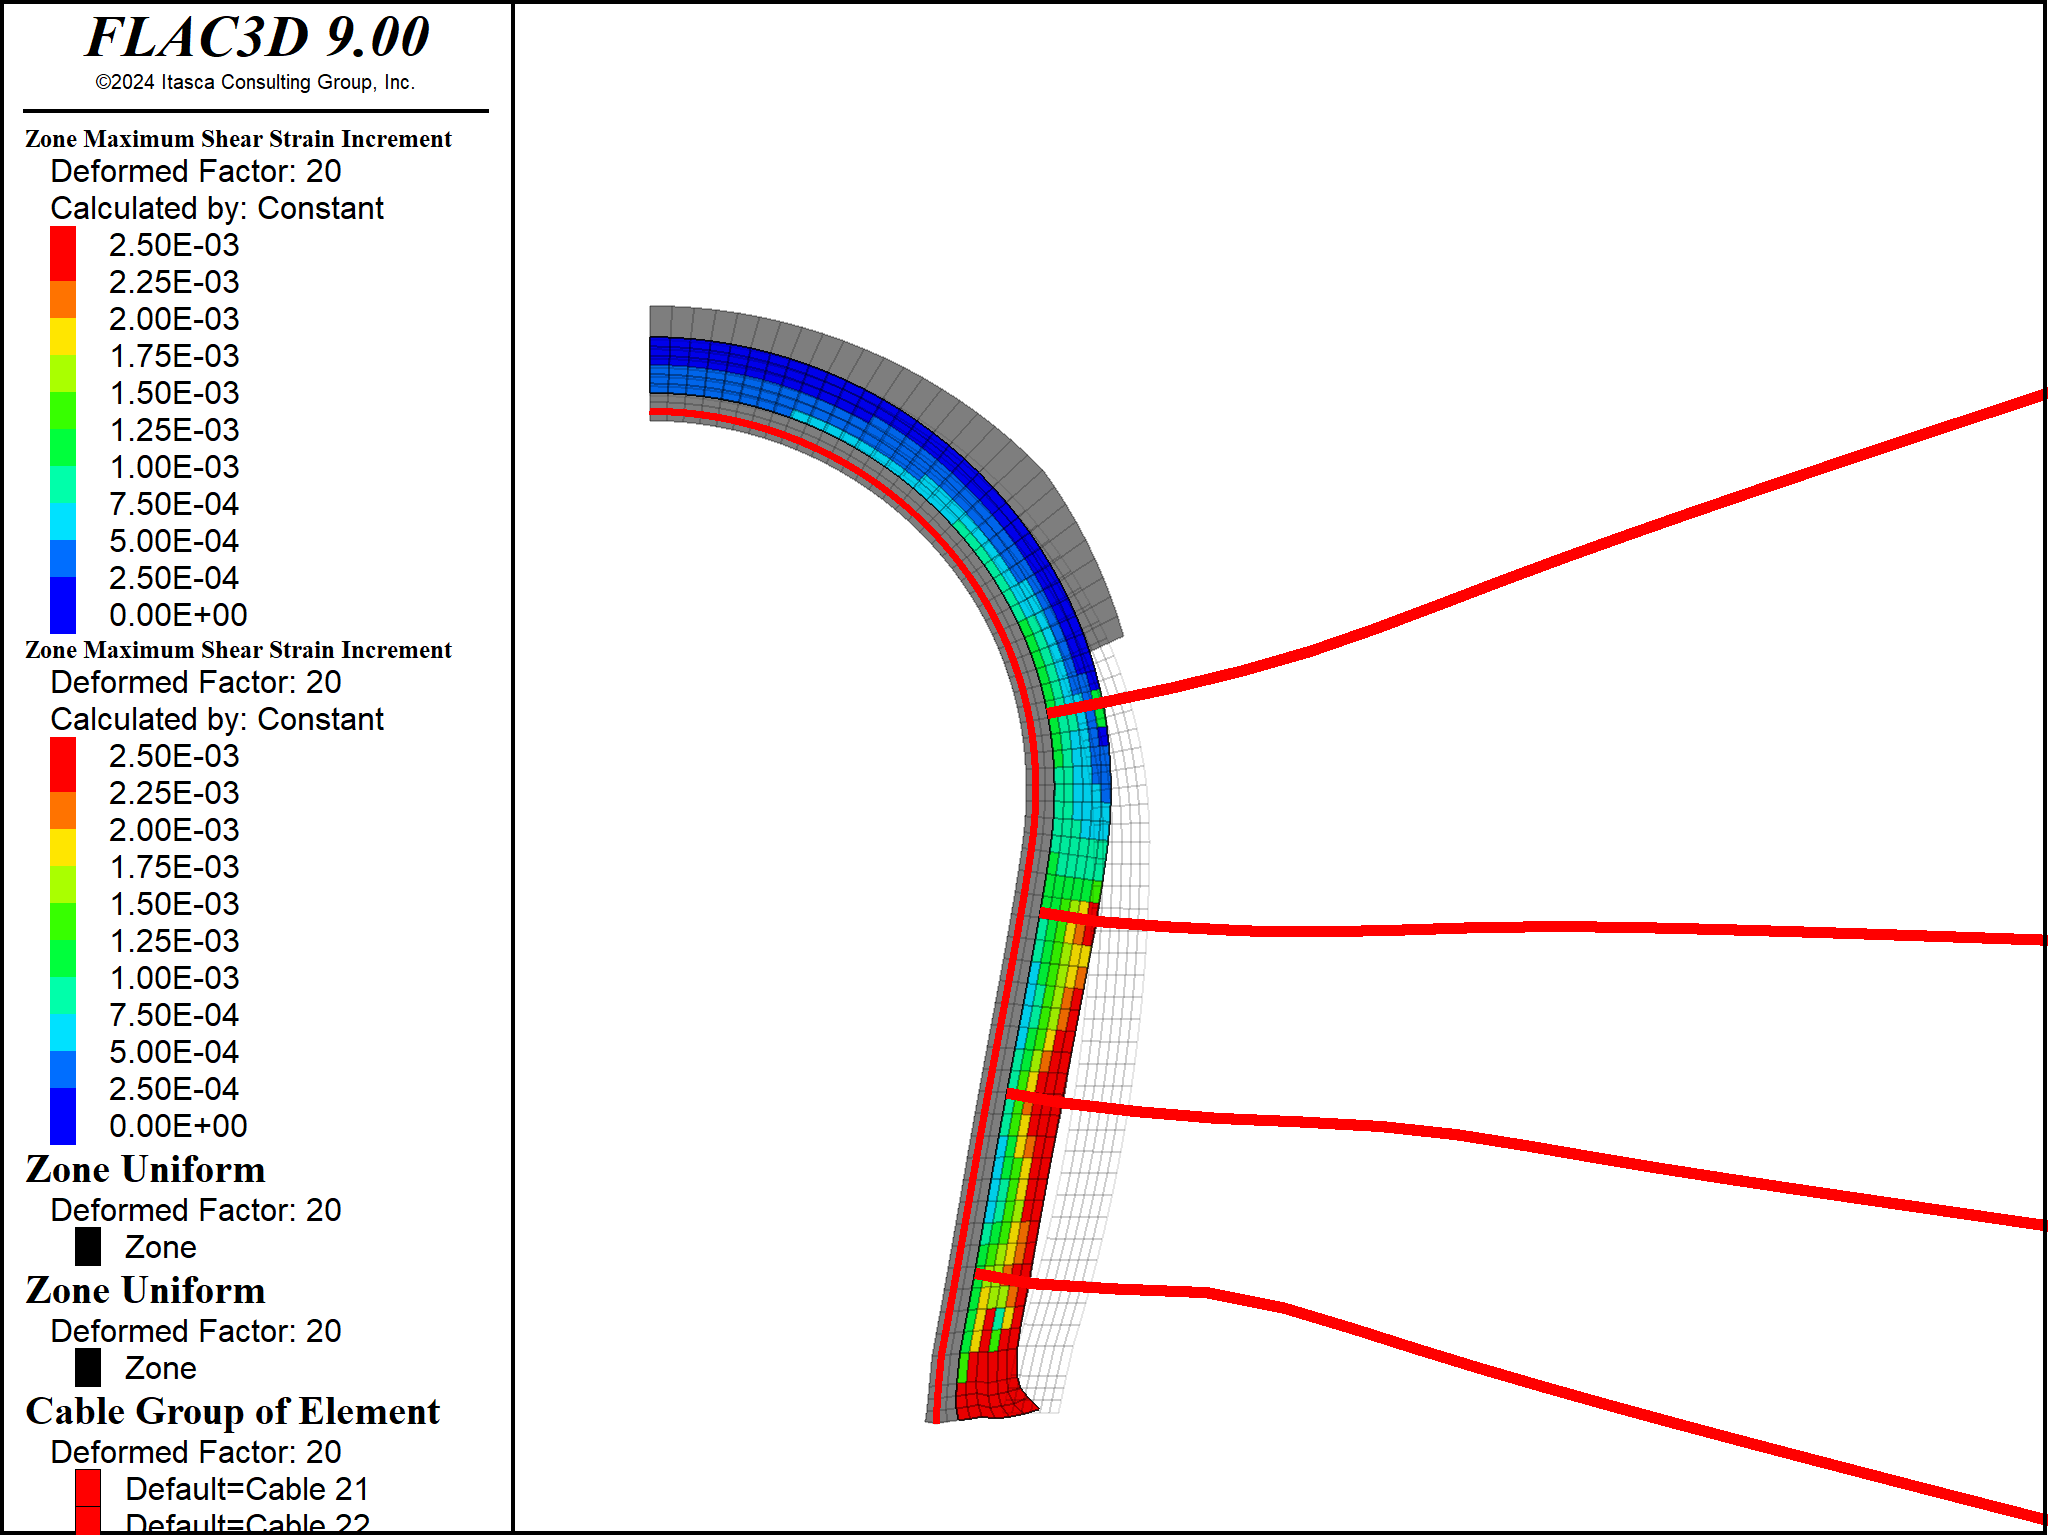 FLAC3D 9.00
©2024 Itasca Consulting Group, Inc.
Zone Maximum Shear Strain Increment
Deformed Factor: 20
Calculated by: Constant
2.50E-03
2.25E-03
2.00E-03
1.75E-03
1.50E-03
1.25E-03
1.00E-03
7.50E-04
5.00E-04
2.50E-04
0.00E+00
Zone Maximum Shear Strain Increment
Deformed Factor: 20
Calculated by: Constant
2.50E-03
2.25E-03
2.00E-03
1.75E-03
1.50E-03
1.25E-03
1.00E-03
7.50E-04
5.00E-04
2.50E-04
0.00E+00
Zone Uniform
Deformed Factor: 20
Zone
Zone Uniform
Deformed Factor: 20
Zone
Cable Group of Element
Deformed Factor: 20
Default=Cable 21
Default=Cable 22